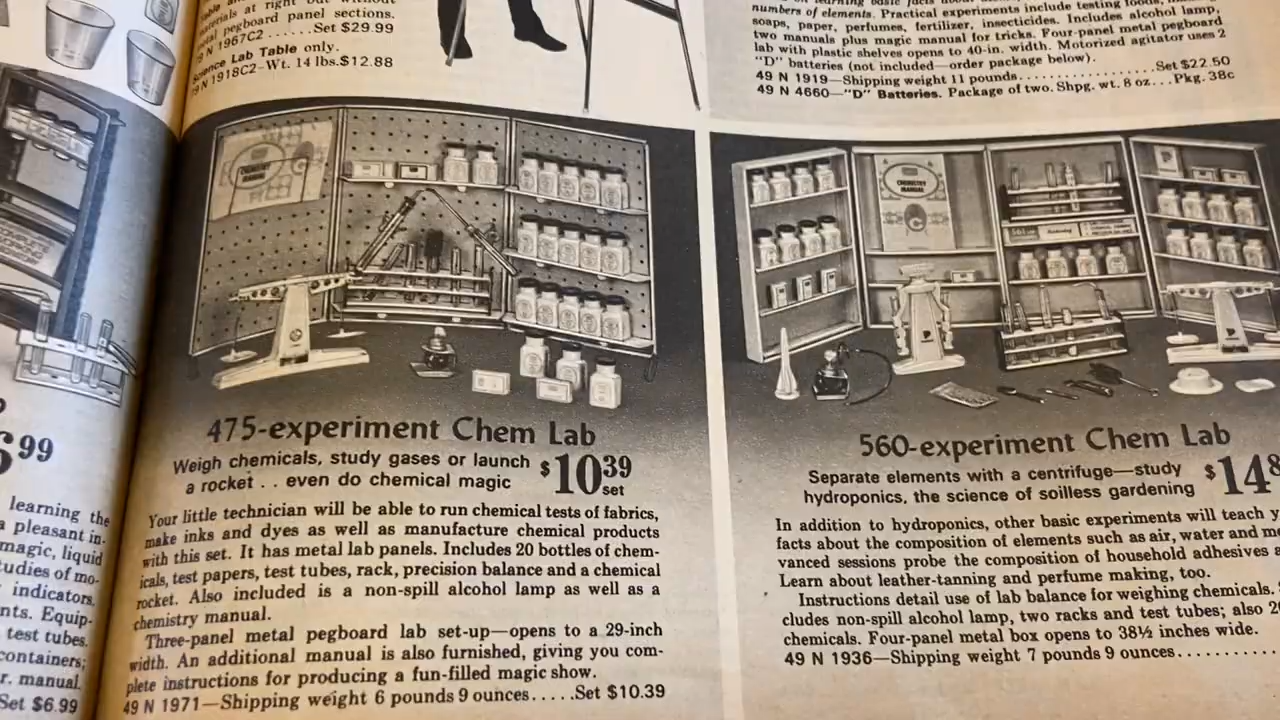 materials at right but without
metal pegboard panel sections.
79 N 1967C2......Set $29.99
Science Lab Table only.
79 N 1918C2-Wt. 14 lbs.$12.88
numbers of elements. Practical experiments include testing foods,
soaps, paper, perfumes, fertilizer, insecticides. Includes alcohol lamp,
two manuals plus magic manual for tricks. Four-panel metal pegboard
lab with plastic shelves opens to 40-in. width. Motorized agitator uses 2
"D" batteries (not included—order package below).
49 N 1919—Shipping weight 11 pounds..................Set $22.50
49 N 4660—"D" Batteries. Package of two. Shpg. wt. 8 oz...Pkg. 38c
CHEMISTRY
MANUAL
CHEMISTRY
MANUAL
6 99
learning the
a pleasant in-
magic, liquid
studies of mo-
indicators,
Equip-
test tubes,
containers;
manual.
Set $6.99
475-experiment Chem Lab
Weigh chemicals, study gases or launch
a rocket . . even do chemical magic
$10 39 set
Your little technician will be able to run chemical tests of fabrics,
make inks and dyes as well as manufacture chemical products
with this set. It has metal lab panels. Includes 20 bottles of chem-
icals, test papers, test tubes, rack, precision balance and a chemical
rocket. Also included is a non-spill alcohol lamp as well as a
chemistry manual.
Three-panel metal pegboard lab set-up—opens to a 29-inch
width. An additional manual is also furnished, giving you com-
plete instructions for producing a fun-filled magic show.
49 N 1971—Shipping weight 6 pounds 9 ounces.....Set $10.39
560-experiment Chem Lab
Separate elements with a centrifuge—study
hydroponics, the science of soilless gardening
$14 8
In addition to hydroponics, other basic experiments will teach y
facts about the composition of elements such as air, water and m
vanced sessions probe the composition of household adhesives a
Learn about leather-tanning and perfume making, too.
Instructions detail use of lab balance for weighing chemicals.
cludes non-spill alcohol lamp, two racks and test tubes; also 2
chemicals. Four-panel metal box opens to 38½ inches wide.
49 N 1936—Shipping weight 7 pounds 9 ounces..........